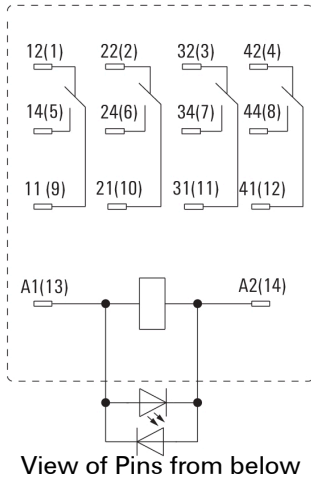 12(1) 22(2) 32(3) 42(4)
14(5) 24(6) 34(7) 44(8)
11 (9) 21(10) 31(11) 41(12)
A1(13) A2(14)
View of Pins from below